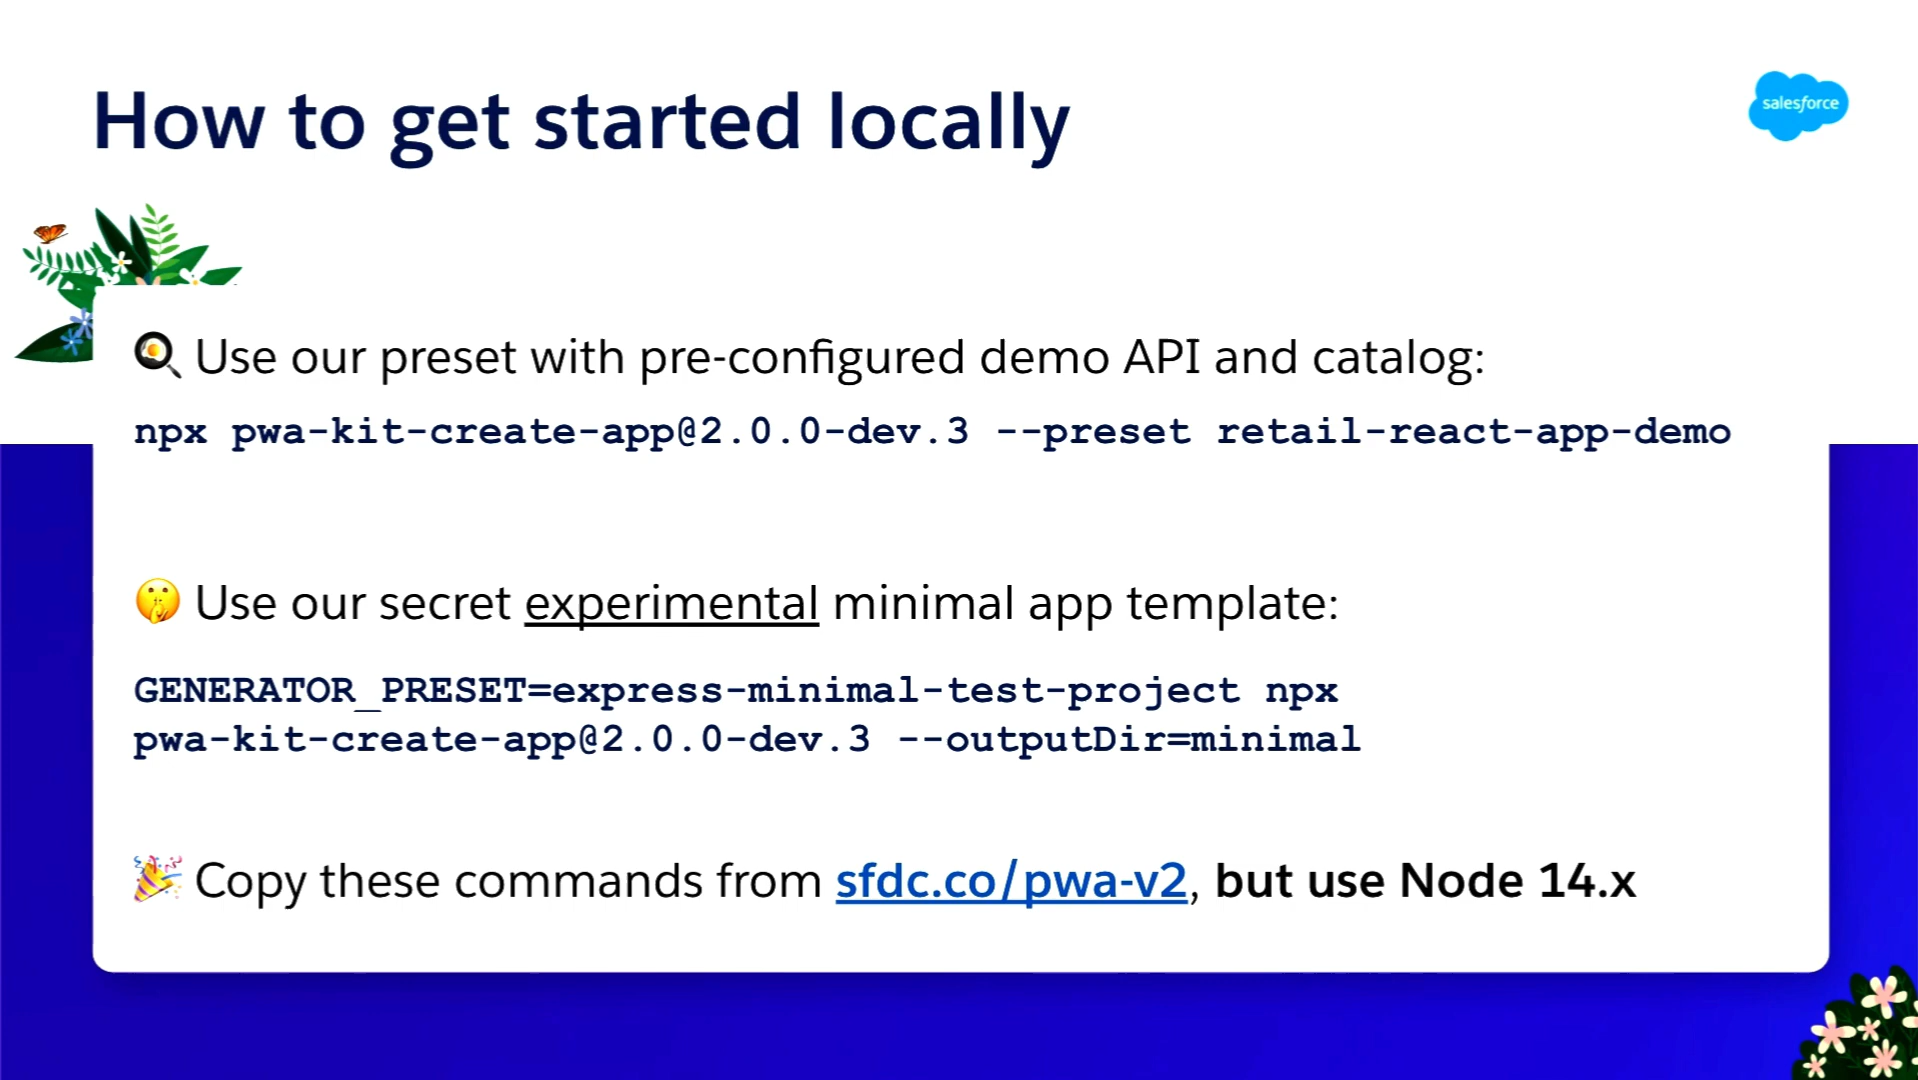 How to get started locally
salesforce
🍳 Use our preset with pre-configured demo API and catalog:
npx pwa-kit-create-app@2.0.0-dev.3 --preset retail-react-app-demo
🤫 Use our secret experimental minimal app template:
GENERATOR_PRESET=express-minimal-test-project npx
pwa-kit-create-app@2.0.0-dev.3 --outputDir=minimal
🎉 Copy these commands from sfdc.co/pwa-v2, but use Node 14.x